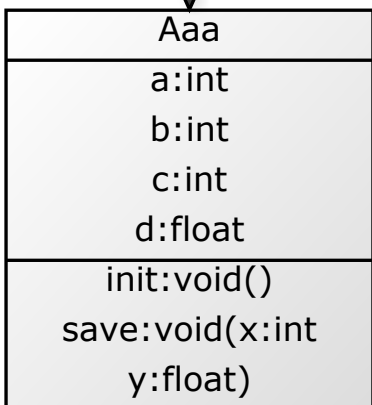 Aaa
a:int
b:int
c:int
d:float
init:void()
save:void(x:int
y:float)